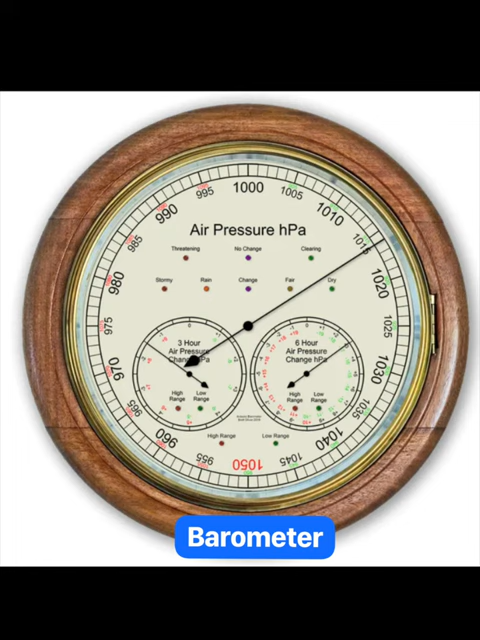 1000
995
1005
990
1010
985
1015
Air Pressure hPa
Threatening
No Change
Clearing
980
1020
Stormy
Rain
Change
Fair
Dry
975
1025
3 Hour
Air Pressure
Change hPa
6 Hour
Air Pressure
Change hPa
970
1030
High
Range
Low
Range
High
Range
Low
Range
965
1035
960
High Range
Low Range
1040
955
1050
1045
Barometer